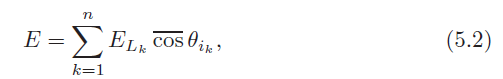 E = \sum_{k=1}^{n} E_{L_k} \overline{\cos} \theta_{i_k}, (5.2)